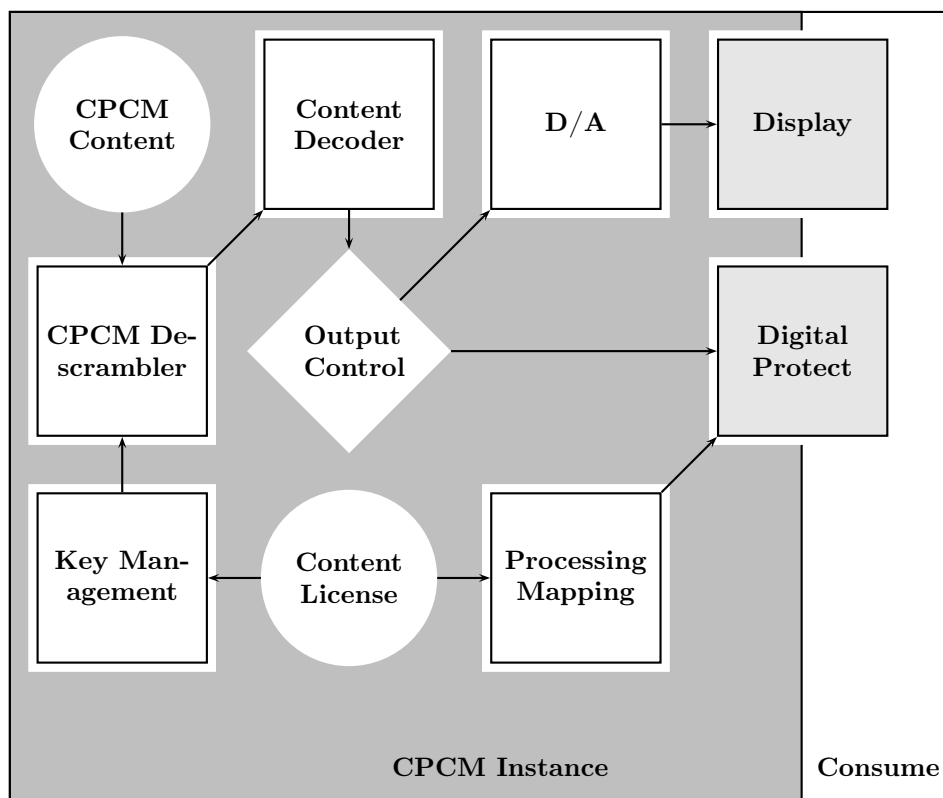 CPCM
Content
Content
Decoder
D/A
Display
CPCM De-
scrambler
Output
Control
Digital
Protect
Key Man-
agement
Content
License
Processing
Mapping
CPCM Instance
Consume